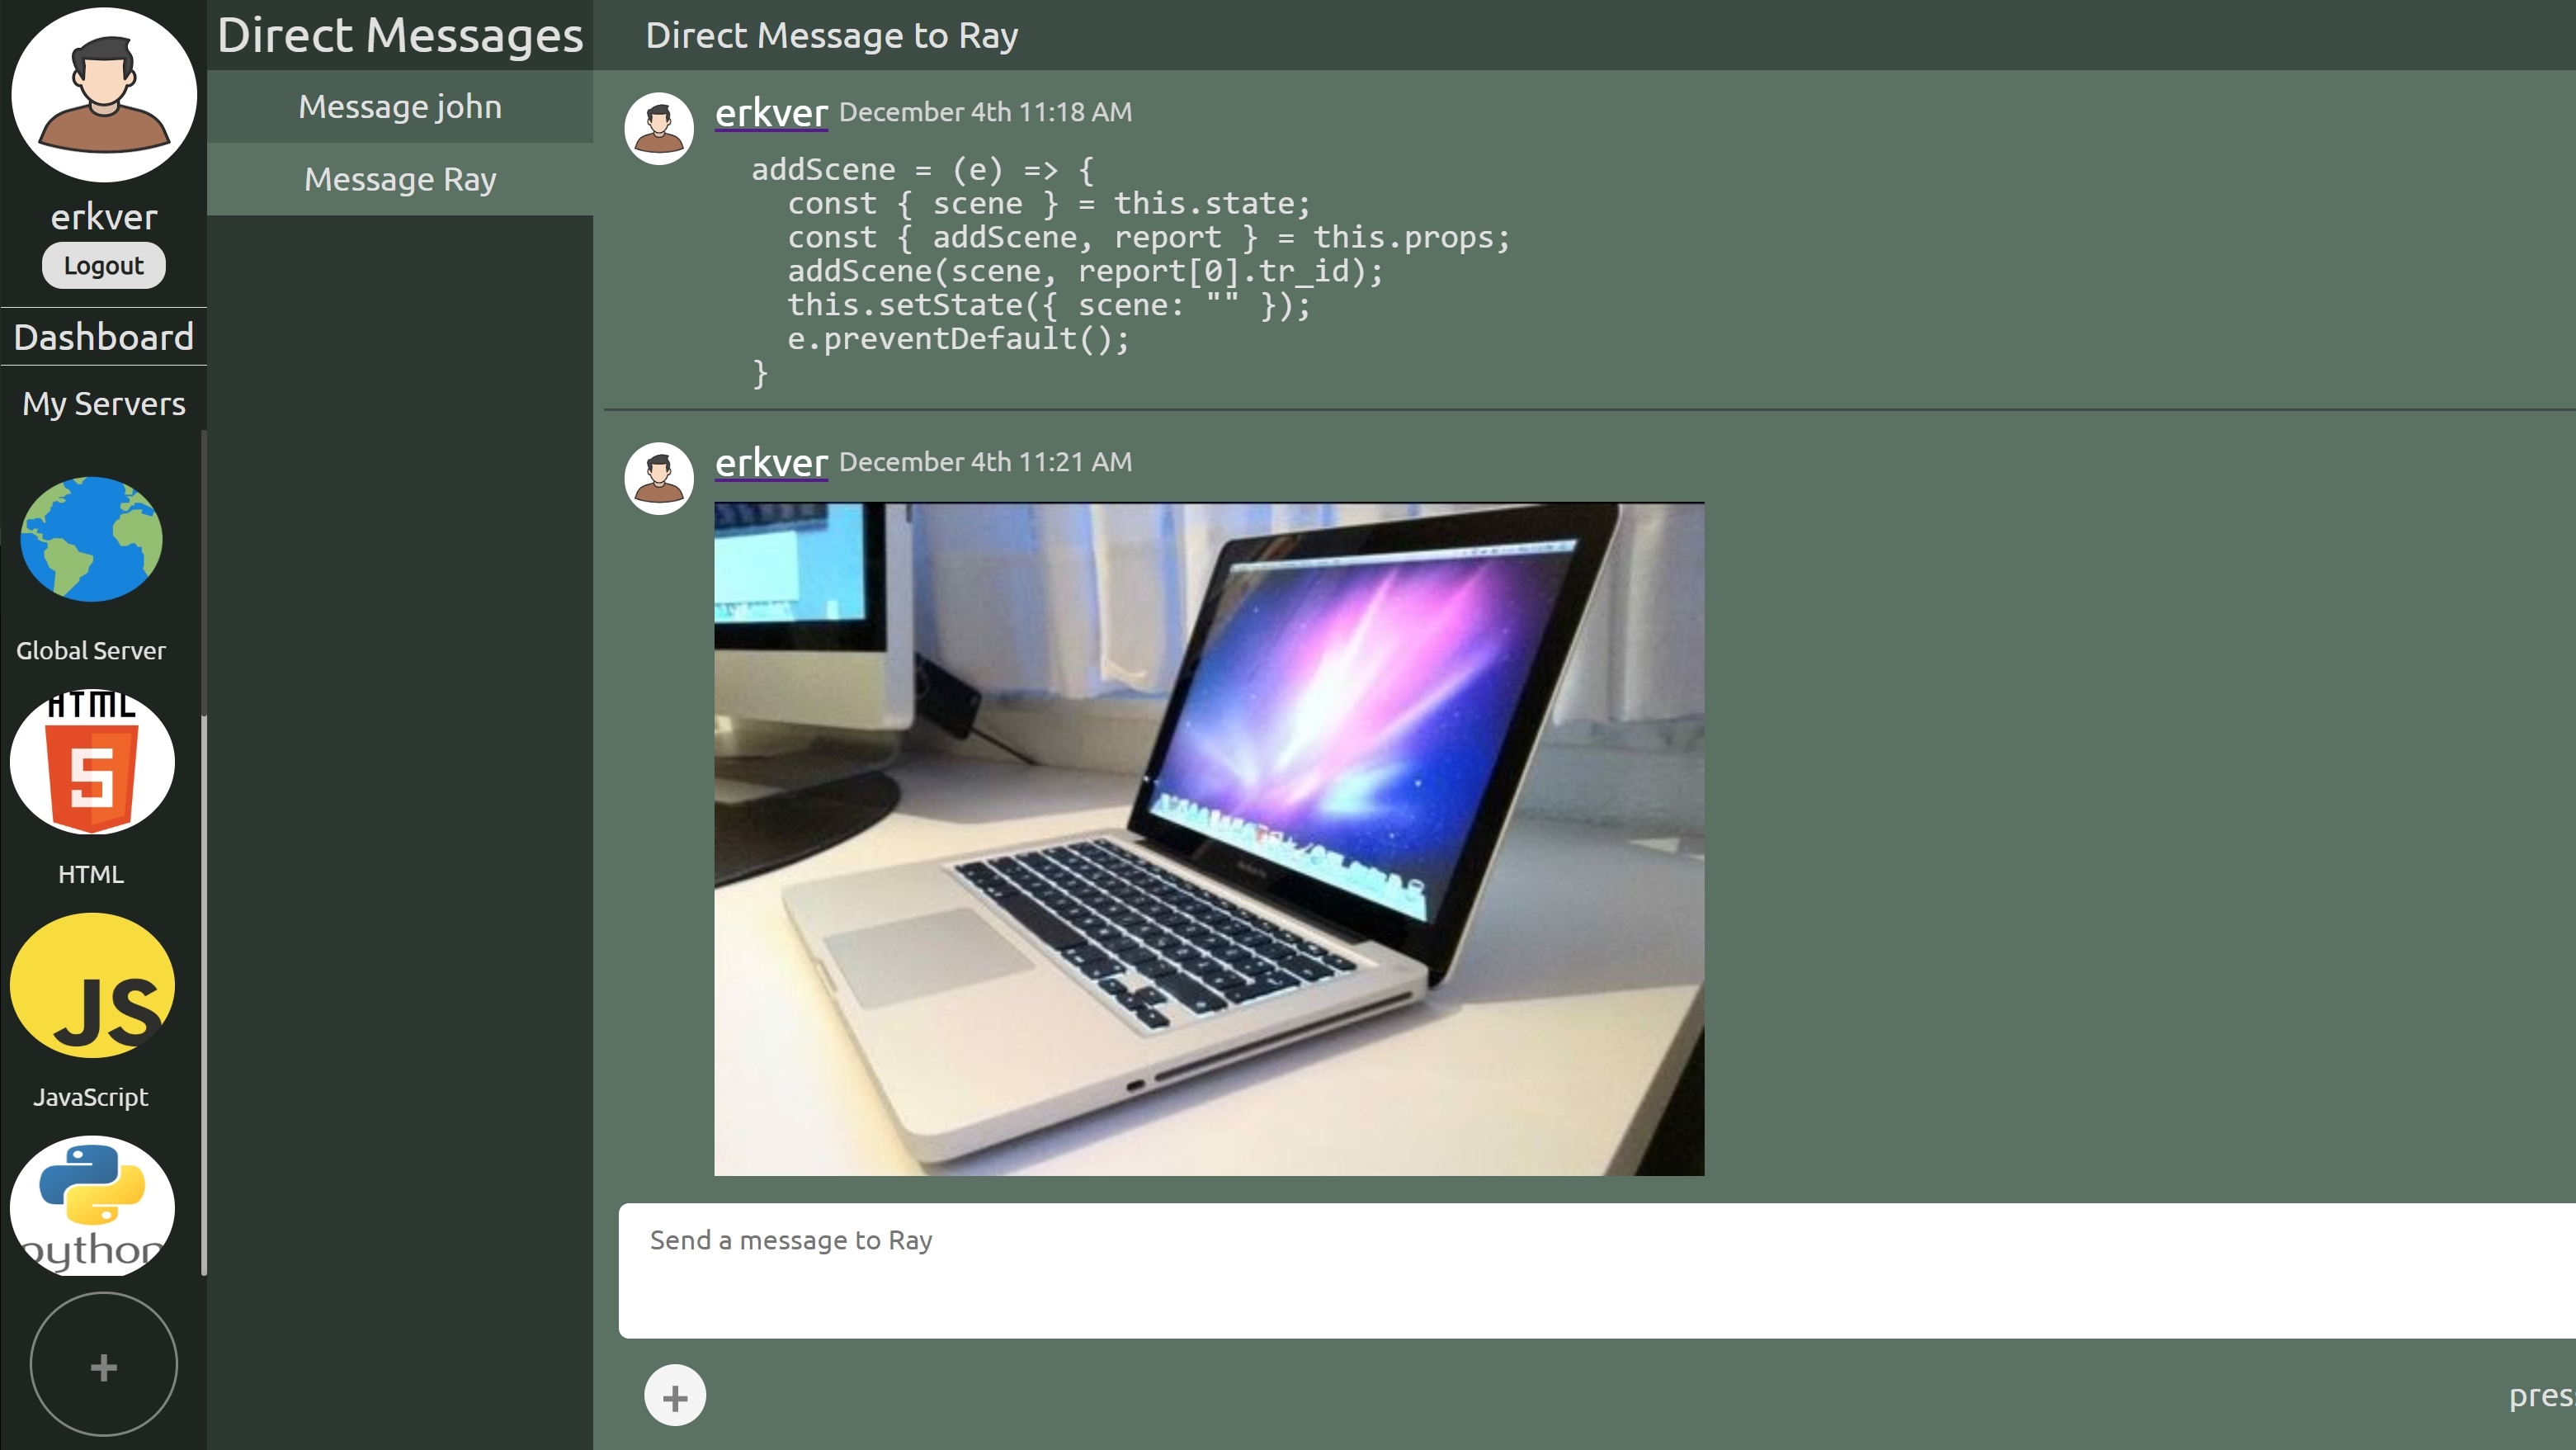 erkver
Logout
Dashboard
My Servers
Global Server
HTML
5
HTML
JS
JavaScript
python
+
Direct Messages
Message john
Message Ray
Direct Message to Ray
erkver December 4th 11:18 AM
addScene = (e) => {
const { scene } = this.state;
const { addScene, report } = this.props;
addScene(scene, report[0].tr_id);
this.setState({ scene: "" });
e.preventDefault();
}
erkver December 4th 11:21 AM
Send a message to Ray
+
pres